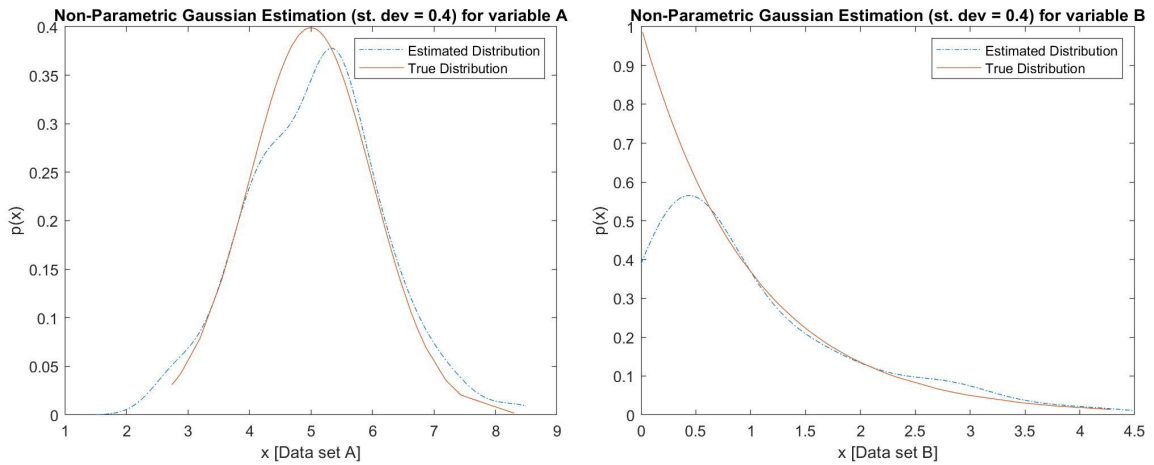 Non-Parametric Gaussian Estimation (st. dev = 0.4) for variable A
0.4
0.35
0.3
0.25
0.2
0.15
0.1
0.05
0
p(x)
Estimated Distribution
True Distribution
1 2 3 4 5 6 7 8 9
x [Data set A]
Non-Parametric Gaussian Estimation (st. dev = 0.4) for variable B
1
0.9
0.8
0.7
0.6
0.5
0.4
0.3
0.2
0.1
0
p(x)
Estimated Distribution
True Distribution
0 0.5 1 1.5 2 2.5 3 3.5 4 4.5
x [Data set B]